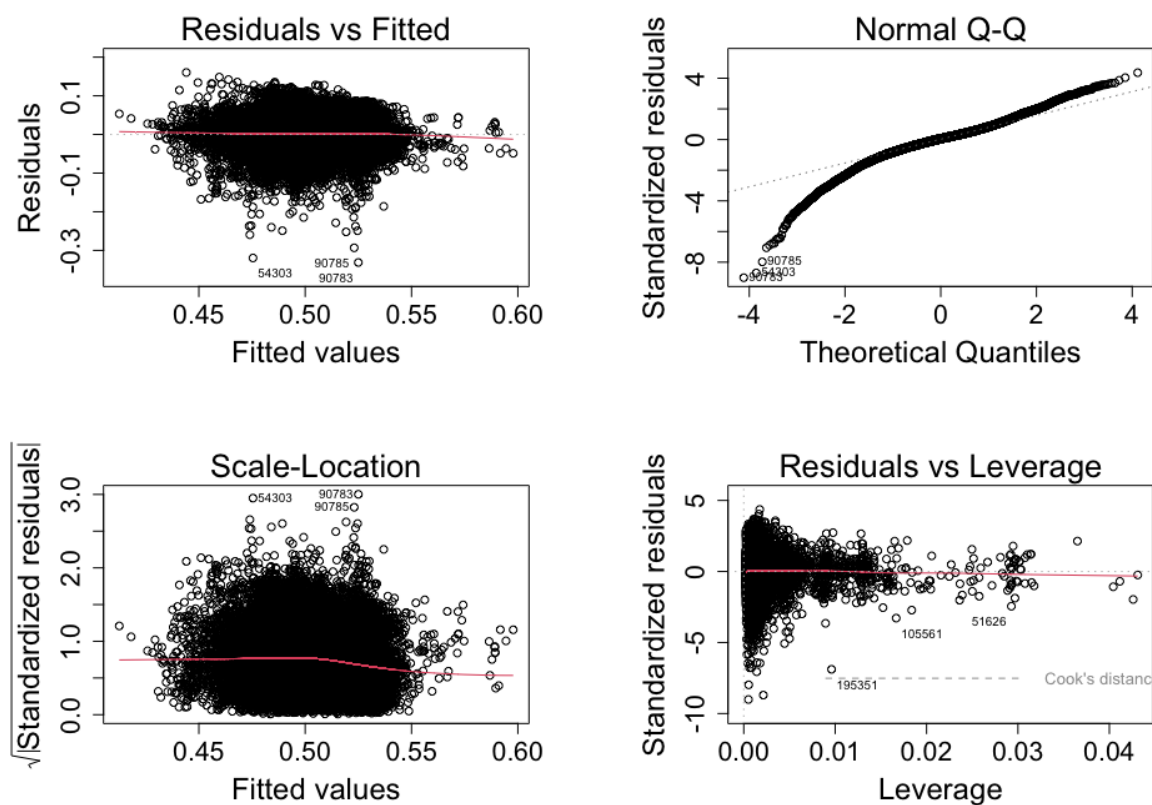 Residuals vs Fitted
Residuals
0.1
-0.1
-0.3
54303
90785
90783
0.45 0.50 0.55 0.60
Fitted values
Normal Q-Q
Standardized residuals
4
0
-4
-8
90785
54303
90783
-4 -2 0 2 4
Theoretical Quantiles
Scale-Location
√|Standardized residuals|
3.0
2.0
1.0
0.0
54303
90783
90785
0.45 0.50 0.55 0.60
Fitted values
Residuals vs Leverage
Standardized residuals
5
0
-5
-10
51626
105561
195351
Cook's distanc
0.00 0.01 0.02 0.03 0.04
Leverage